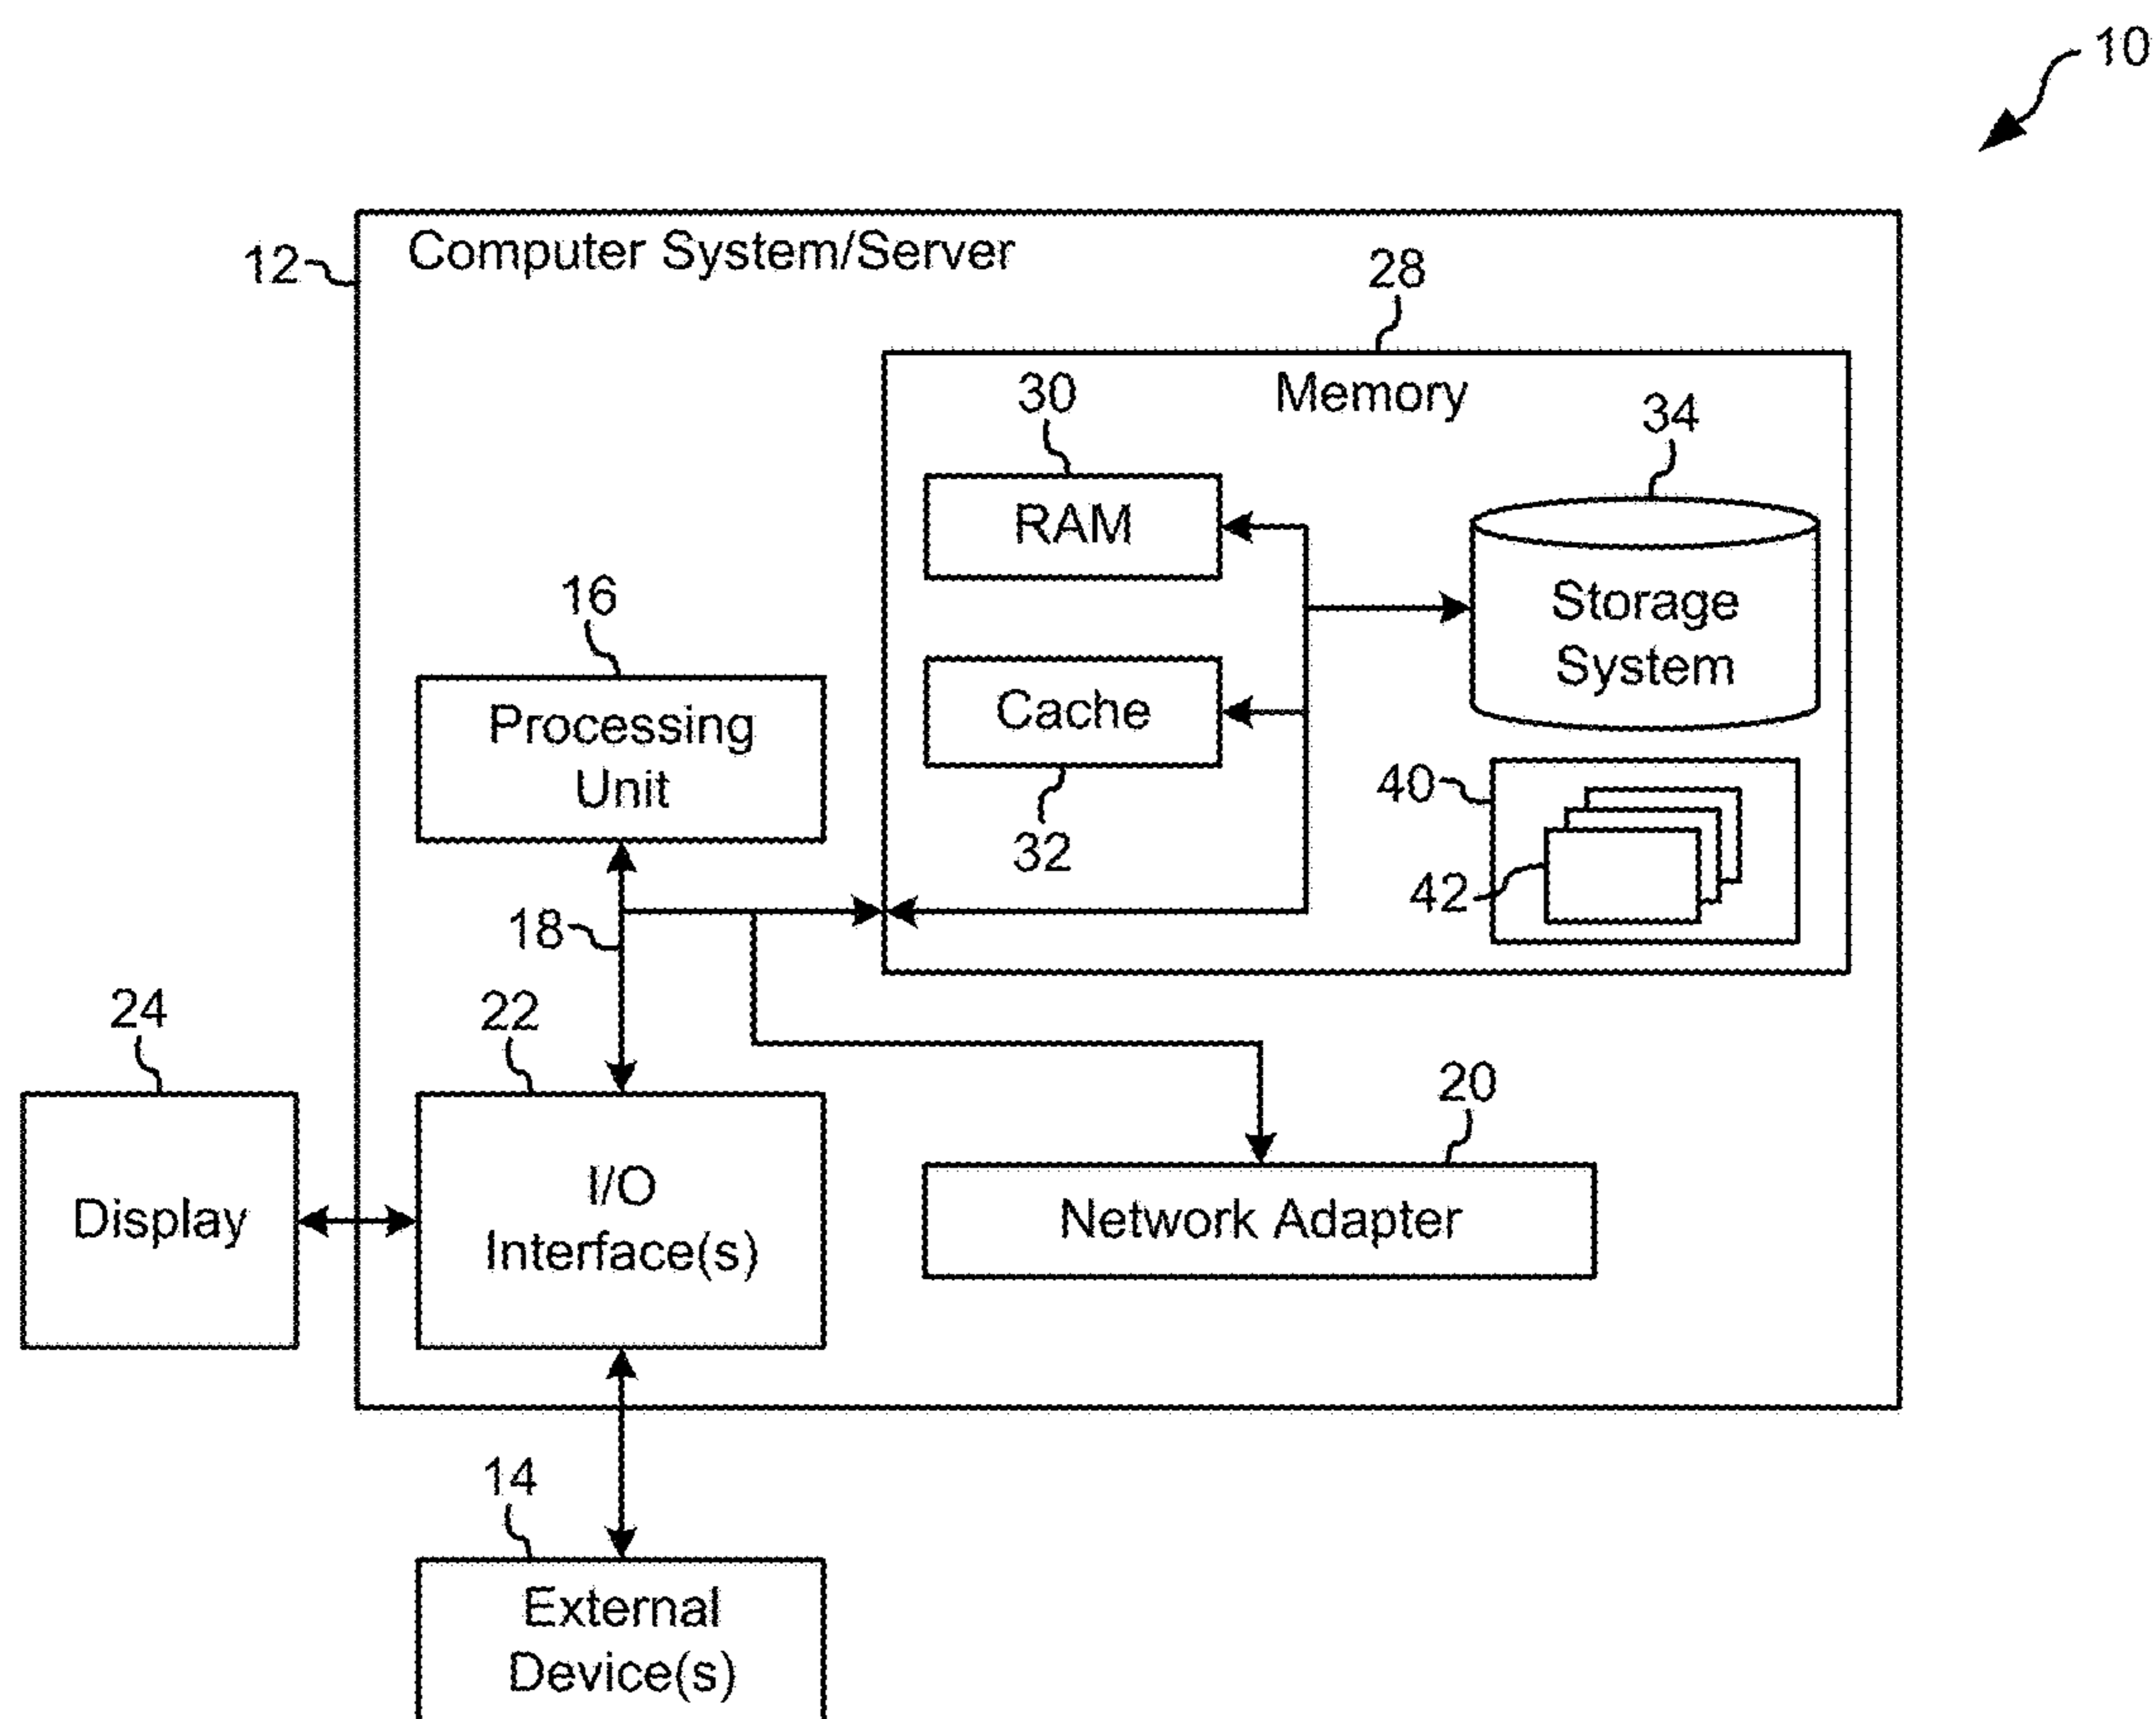 10
12
Computer System/Server
28
30
Memory
34
RAM
Storage
System
16
Processing
Unit
Cache
32
40
42
18
24
22
20
Display
I/O
Interface(s)
Network Adapter
14
External
Device(s)